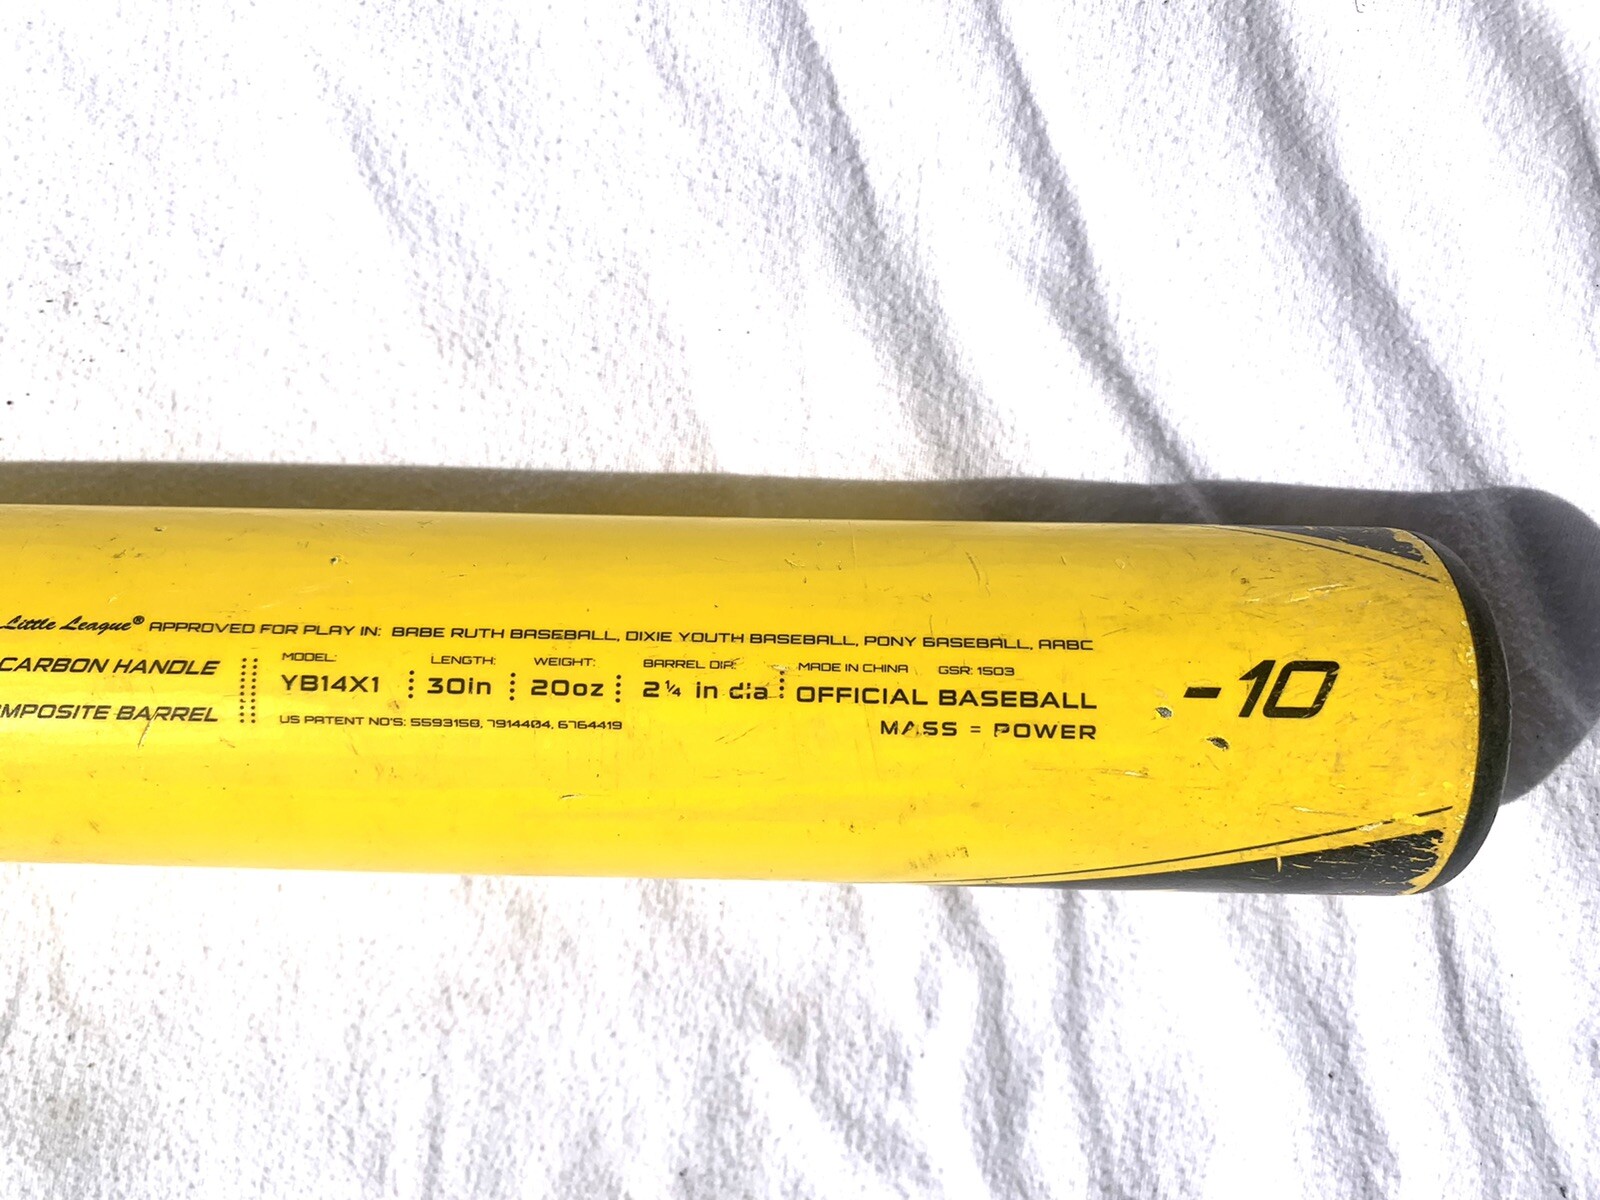 Little League® APPROVED FOR PLAY IN: BABE RUTH BASEBALL, DIXIE YOUTH BASEBALL, PONY BASEBALL, AABC
CARBON HANDLE
MPOSITE BARREL
MODEL: LENGTH: WEIGHT: BARREL DIA: MADE IN CHINA GSR: 1503
YB14X1 30in 20oz 2¼ in dia OFFICIAL BASEBALL
US PATENT NO'S: 5593158, 7914404, 6764419
MASS = POWER
-10